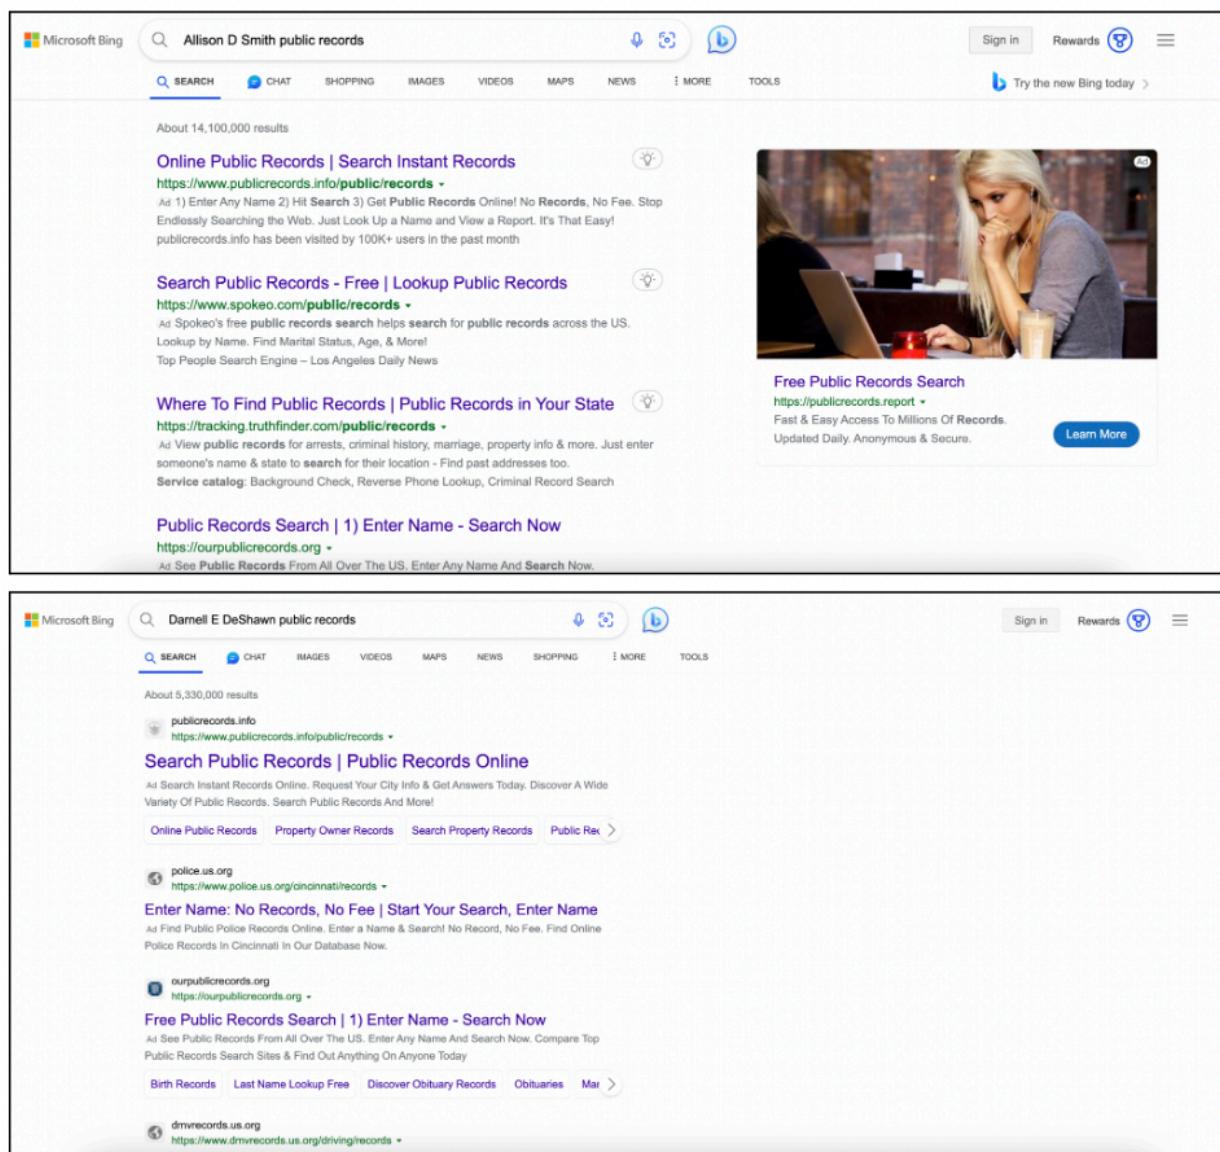 Microsoft Bing
Allison D Smith public records
Sign in
Rewards
SEARCH
CHAT
SHOPPING
IMAGES
VIDEOS
MAPS
NEWS
MORE
TOOLS
Try the new Bing today
About 14,100,000 results
Online Public Records | Search Instant Records
https://www.publicrecords.info/public/records
Ad 1) Enter Any Name 2) Hit Search 3) Get Public Records Online! No Records, No Fee. Stop
Endlessly Searching the Web. Just Look Up a Name and View a Report. It's That Easy!
publicrecords.info has been visited by 100K+ users in the past month
Search Public Records - Free | Lookup Public Records
https://www.spokeo.com/public/records
Ad Spokeo's free public records search helps search for public records across the US.
Lookup by Name. Find Marital Status, Age, & More!
Top People Search Engine – Los Angeles Daily News
Where To Find Public Records | Public Records in Your State
https://tracking.truthfinder.com/public/records
Ad View public records for arrests, criminal history, marriage, property info & more. Just enter
someone's name & state to search for their location - Find past addresses too.
Service catalog: Background Check, Reverse Phone Lookup, Criminal Record Search
Public Records Search | 1) Enter Name - Search Now
https://ourpublicrecords.org
Ad See Public Records From All Over The US. Enter Any Name And Search Now.
Ad
Free Public Records Search
https://publicrecords.report
Fast & Easy Access To Millions Of Records.
Updated Daily. Anonymous & Secure.
Learn More
Microsoft Bing
Darnell E DeShawn public records
Sign in
Rewards
SEARCH
CHAT
IMAGES
VIDEOS
MAPS
NEWS
SHOPPING
MORE
TOOLS
About 5,330,000 results
publicrecords.info
https://www.publicrecords.info/public/records
Search Public Records | Public Records Online
Ad Search Instant Records Online. Request Your City Info & Get Answers Today. Discover A Wide
Variety Of Public Records. Search Public Records And More!
Online Public Records
Property Owner Records
Search Property Records
Public Rec
police.us.org
https://www.police.us.org/cincinnati/records
Enter Name: No Records, No Fee | Start Your Search, Enter Name
Ad Find Public Police Records Online. Enter a Name & Search! No Record, No Fee. Find Online
Police Records In Cincinnati In Our Database Now.
ourpublicrecords.org
https://ourpublicrecords.org
Free Public Records Search | 1) Enter Name - Search Now
Ad See Public Records From All Over The US. Enter Any Name And Search Now. Compare Top
Public Records Search Sites & Find Out Anything On Anyone Today
Birth Records
Last Name Lookup Free
Discover Obituary Records
Obituaries
Mar
dmvrecords.us.org
https://www.dmvrecords.us.org/driving/records